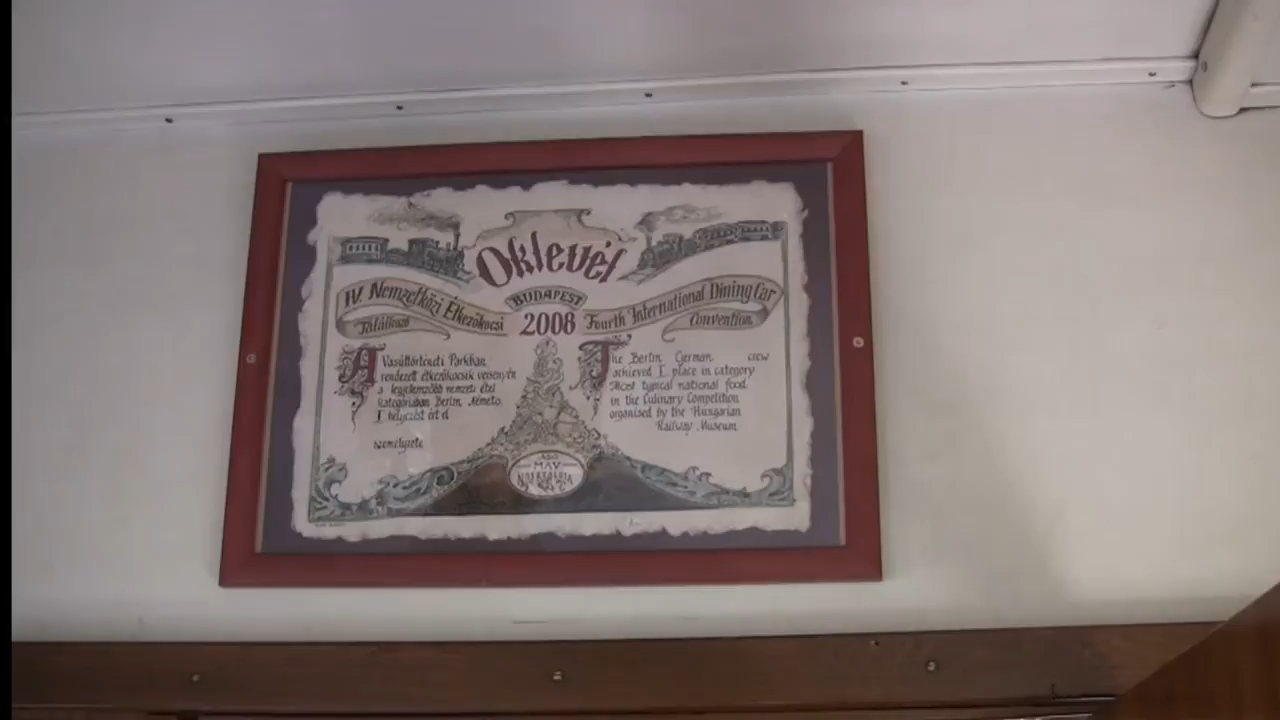 Oklevél
IV. Nemzetközi Étkezőkocsi
Találkozó
BUDAPEST
2008
Fourth International Dining Car
Convention
A Vasúttörténeti Parkban
rendezett étkezőkocsik versenyén
a legjellemzőbb nemzeti étel
kategóriában Berlin Német
I helyezést ért el
személyzete
The Berlin German crew
achieved I. place in category
Most typical national food
in the Culinary Competition
organised by the Hungarian
Railway Museum
MÁV
NOSZTALGIA